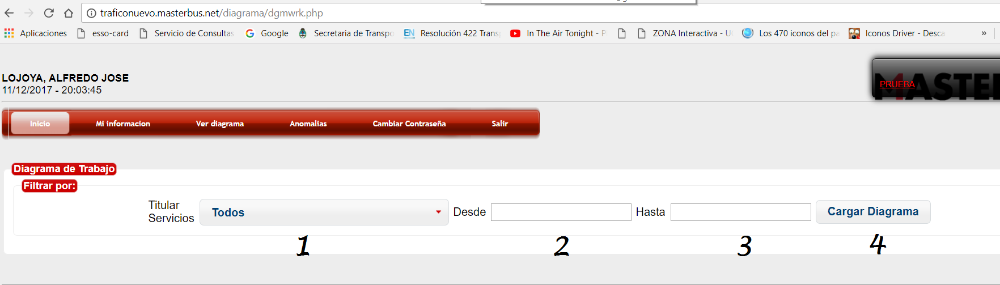 traficonuevo.masterbus.net/diagrama/dgmwrk.php
Aplicaciones esso-card Servicio de Consultas Google Secretaria de Transpo Resolución 422 Trans In The Air Tonight - P ZONA Interactiva - U Los 470 iconos del pa Iconos Driver - Desca »
LOJOYA, ALFREDO JOSE
11/12/2017 - 20:03:45
MASTER
PRUEBA
Inicio Mi informacion Ver diagrama Anomalias Cambiar Contraseña Salir
Diagrama de Trabajo
Filtrar por:
Titular
Servicios Todos Desde Hasta Cargar Diagrama
1 2 3 4